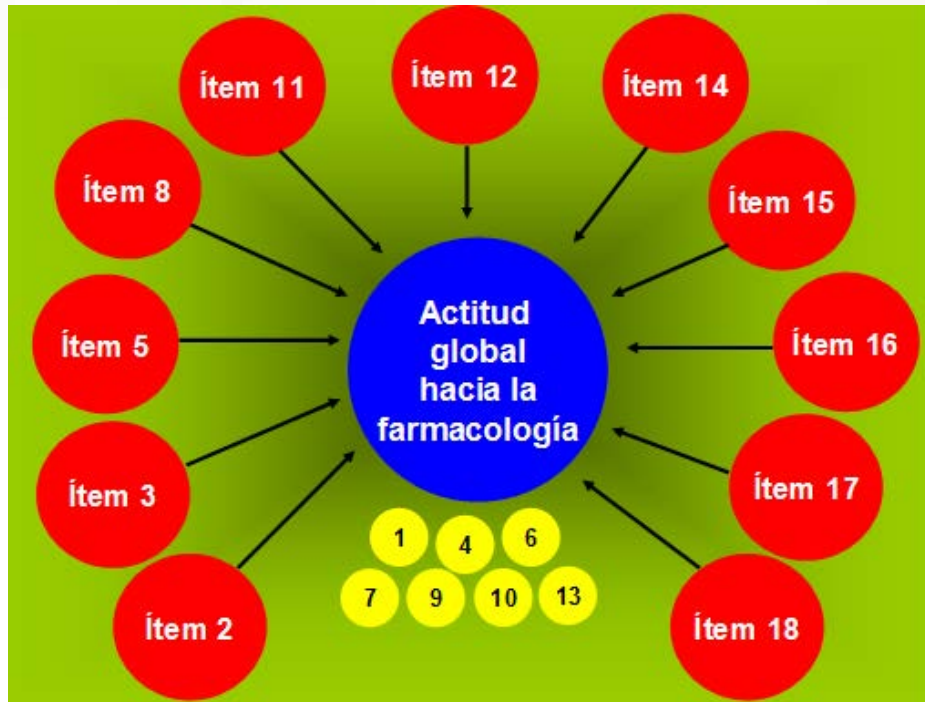 Ítem 11
Ítem 12
Ítem 14
Ítem 8
Ítem 15
Ítem 5
Actitud
global
hacia la
farmacología
Ítem 16
Ítem 3
Ítem 17
1
4
6
7
9
10
13
Ítem 2
Ítem 18